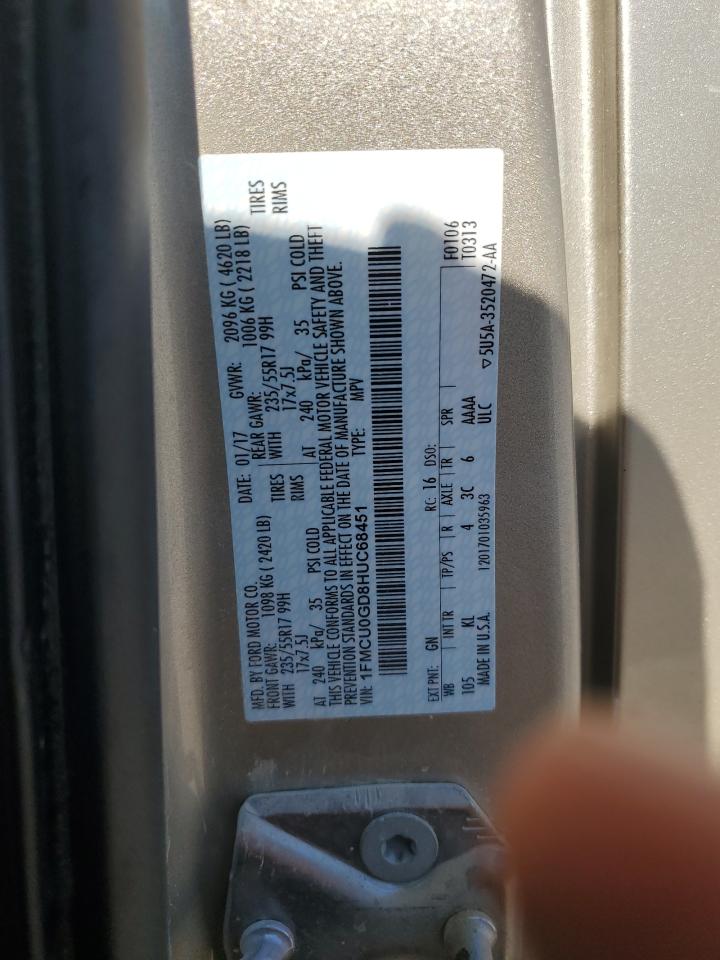 MFD. BY FORD MOTOR CO.
DATE: 01/17 GVWR: 2096 KG ( 4620 LB)
FRONT GAWR: 1098 KG ( 2420 LB) REAR GAWR: 1006 KG ( 2218 LB)
WITH 235/55R17 99H TIRES WITH 235/55R17 99H TIRES
17x7.5J RIMS 17x7.5J RIMS
AT 240 kPa/ 35 PSI COLD AT 240 kPa/ 35 PSI COLD
THIS VEHICLE CONFORMS TO ALL APPLICABLE FEDERAL MOTOR VEHICLE SAFETY AND THEFT
PREVENTION STANDARDS IN EFFECT ON THE DATE OF MANUFACTURE SHOWN ABOVE.
VIN: 1FMCU0GD8HUC68451 TYPE: MPV
EXT PNT: GN RC: 16 DSO: F0106
WB INT TR TP/PS R AXLE TR SPR T0313
105 KL 4 3C 6 AAAA
MADE IN U.S.A. 1201701035963 ULC ▽5U5A-3520472-AA